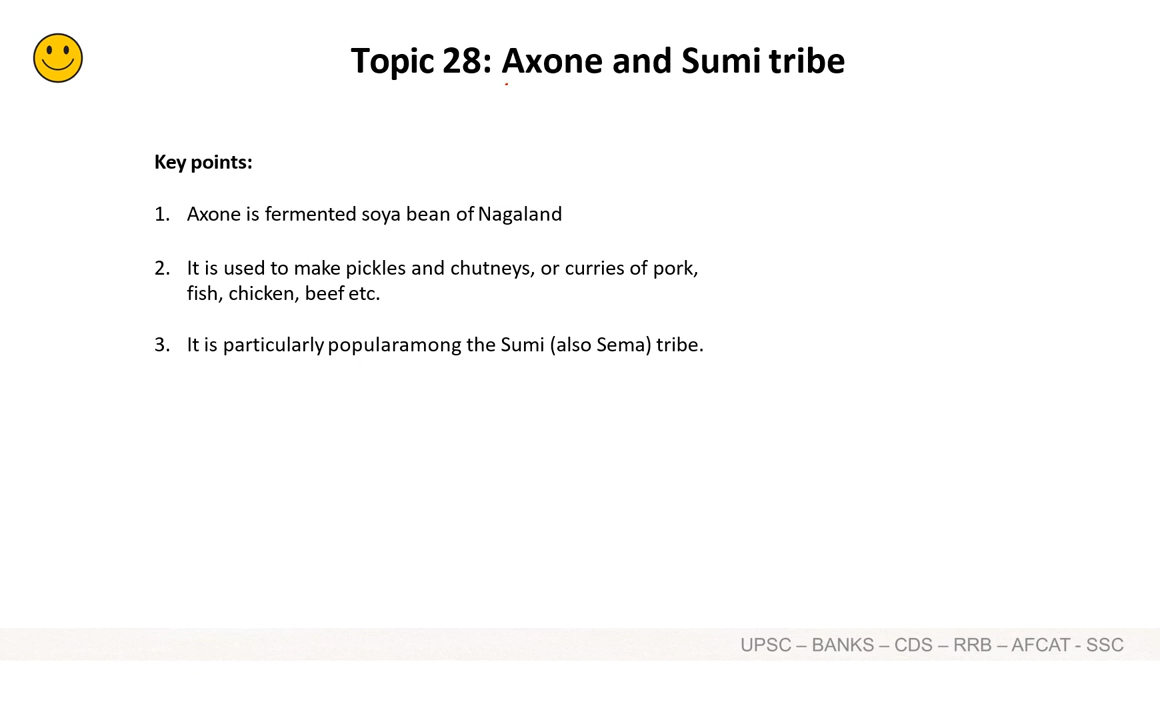 Topic 28: Axone and Sumi tribe
Key points:
1. Axone is fermented soya bean of Nagaland
2. It is used to make pickles and chutneys, or curries of pork,
fish, chicken, beef etc.
3. It is particularly popularamong the Sumi (also Sema) tribe.
UPSC – BANKS – CDS – RRB – AFCAT - SSC